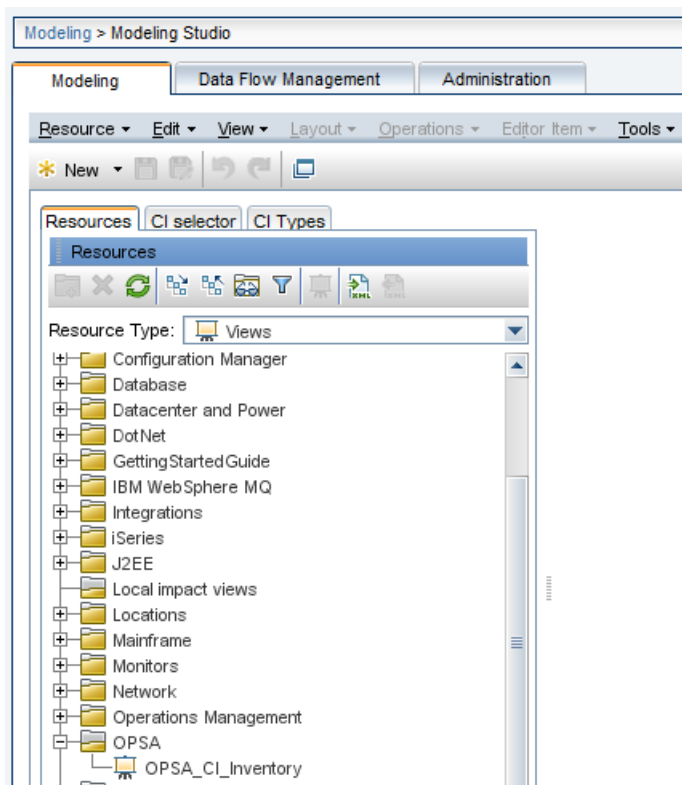 Modeling > Modeling Studio
Modeling Data Flow Management Administration
Resource Edit View Layout Operations Editor Item Tools
New
Resources CI selector CI Types
Resources
XML XML
Resource Type: Views
Configuration Manager
Database
Datacenter and Power
DotNet
GettingStartedGuide
IBM WebSphere MQ
Integrations
iSeries
J2EE
Local impact views
Locations
Mainframe
Monitors
Network
Operations Management
OPSA
OPSA_CI_Inventory